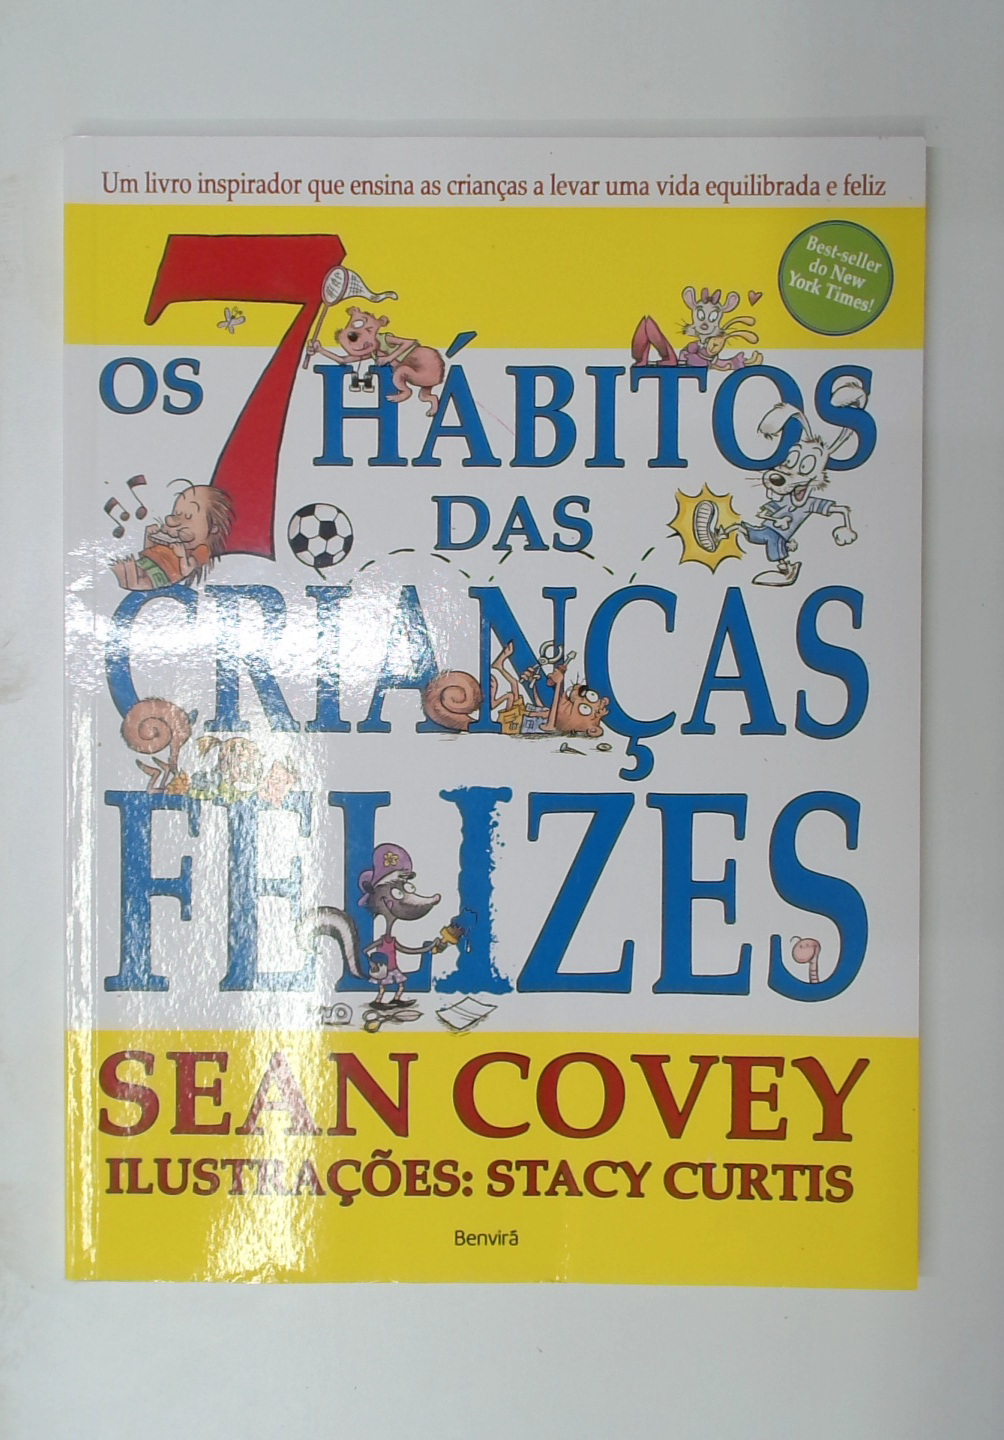 Um livro inspirador que ensina as crianças a levar uma vida equilibrada e feliz
Best-seller
do New
York Times!
OS 7 HÁBITOS
DAS
CRIANÇAS
FELIZES
SEAN COVEY
ILUSTRAÇÕES: STACY CURTIS
Benvirá